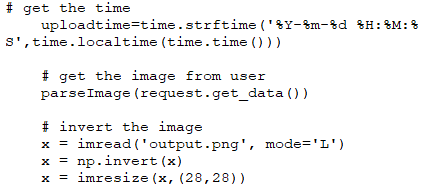 # get the time
uploadtime=time.strftime('%Y-%m-%d %H:%M:%
S',time.localtime(time.time()))
# get the image from user
parseImage(request.get_data())
# invert the image
x = imread('output.png', mode='L')
x = np.invert(x)
x = imresize(x,(28,28))